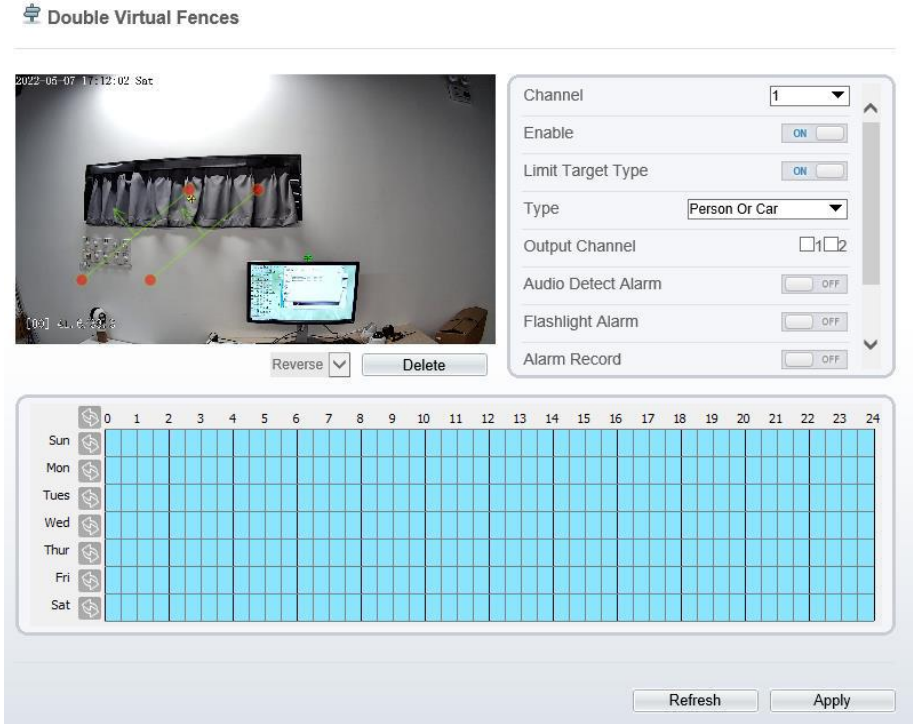 Double Virtual Fences
2022-05-07 17:12:02 Sat
Channel 1
Enable ON
Limit Target Type ON
Type Person Or Car
Output Channel 1 2
Audio Detect Alarm OFF
Flashlight Alarm OFF
Alarm Record OFF
Reverse Delete
0 1 2 3 4 5 6 7 8 9 10 11 12 13 14 15 16 17 18 19 20 21 22 23 24
Sun
Mon
Tues
Wed
Thur
Fri
Sat
Refresh Apply